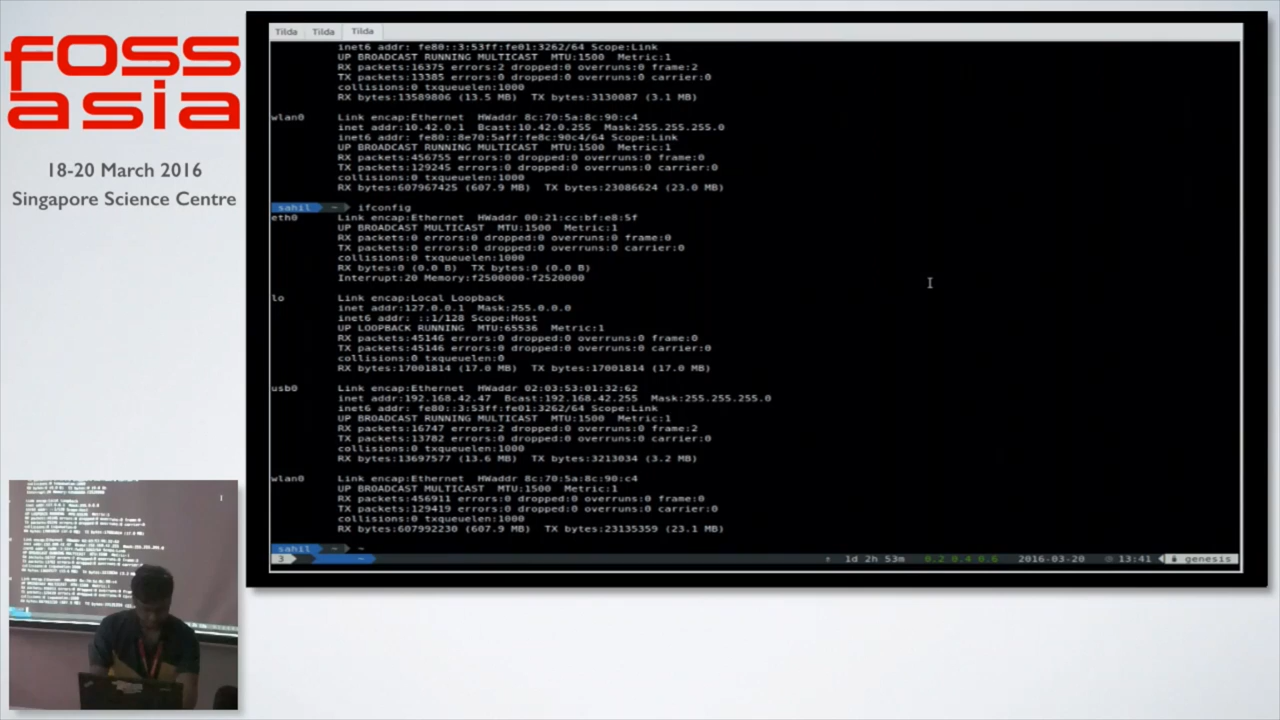 foss
asia
18-20 March 2016
Singapore Science Centre
Tilda Tilda Tilda
inet6 addr: fe80::3:53ff:fe01:3262/64 Scope:Link
UP BROADCAST RUNNING MULTICAST MTU:1500 Metric:1
RX packets:16375 errors:2 dropped:0 overruns:0 frame:2
TX packets:13385 errors:0 dropped:0 overruns:0 carrier:0
collisions:0 txqueuelen:1000
RX bytes:13589806 (13.5 MB) TX bytes:3130087 (3.1 MB)
wlan0 Link encap:Ethernet HWaddr 8c:70:5a:8c:90:c4
inet addr:10.42.0.1 Bcast:10.42.0.255 Mask:255.255.255.0
inet6 addr: fe80::8e70:5aff:fe8c:90c4/64 Scope:Link
UP BROADCAST RUNNING MULTICAST MTU:1500 Metric:1
RX packets:456755 errors:0 dropped:0 overruns:0 frame:0
TX packets:129245 errors:0 dropped:0 overruns:0 carrier:0
collisions:0 txqueuelen:1000
RX bytes:607967425 (607.9 MB) TX bytes:23086624 (23.0 MB)
sahil ~ ifconfig
eth0 Link encap:Ethernet HWaddr 00:21:cc:bf:e8:5f
UP BROADCAST MULTICAST MTU:1500 Metric:1
RX packets:0 errors:0 dropped:0 overruns:0 frame:0
TX packets:0 errors:0 dropped:0 overruns:0 carrier:0
collisions:0 txqueuelen:1000
RX bytes:0 (0.0 B) TX bytes:0 (0.0 B)
Interrupt:20 Memory:f2500000-f2520000
lo Link encap:Local Loopback
inet addr:127.0.0.1 Mask:255.0.0.0
inet6 addr: ::1/128 Scope:Host
UP LOOPBACK RUNNING MTU:65536 Metric:1
RX packets:45146 errors:0 dropped:0 overruns:0 frame:0
TX packets:45146 errors:0 dropped:0 overruns:0 carrier:0
collisions:0 txqueuelen:0
RX bytes:17001814 (17.0 MB) TX bytes:17001814 (17.0 MB)
usb0 Link encap:Ethernet HWaddr 02:03:53:01:32:62
inet addr:192.168.42.47 Bcast:192.168.42.255 Mask:255.255.255.0
inet6 addr: fe80::3:53ff:fe01:3262/64 Scope:Link
UP BROADCAST RUNNING MULTICAST MTU:1500 Metric:1
RX packets:16747 errors:2 dropped:0 overruns:0 frame:2
TX packets:13782 errors:0 dropped:0 overruns:0 carrier:0
collisions:0 txqueuelen:1000
RX bytes:13697577 (13.6 MB) TX bytes:3213034 (3.2 MB)
wlan0 Link encap:Ethernet HWaddr 8c:70:5a:8c:90:c4
UP BROADCAST MULTICAST MTU:1500 Metric:1
RX packets:456911 errors:0 dropped:0 overruns:0 frame:0
TX packets:129419 errors:0 dropped:0 overruns:0 carrier:0
collisions:0 txqueuelen:1000
RX bytes:607992230 (607.9 MB) TX bytes:23135359 (23.1 MB)
sahil ~ ~
1d 2h 53m 0.2 0.4 0.6 2016-03-20 13:41 genesis